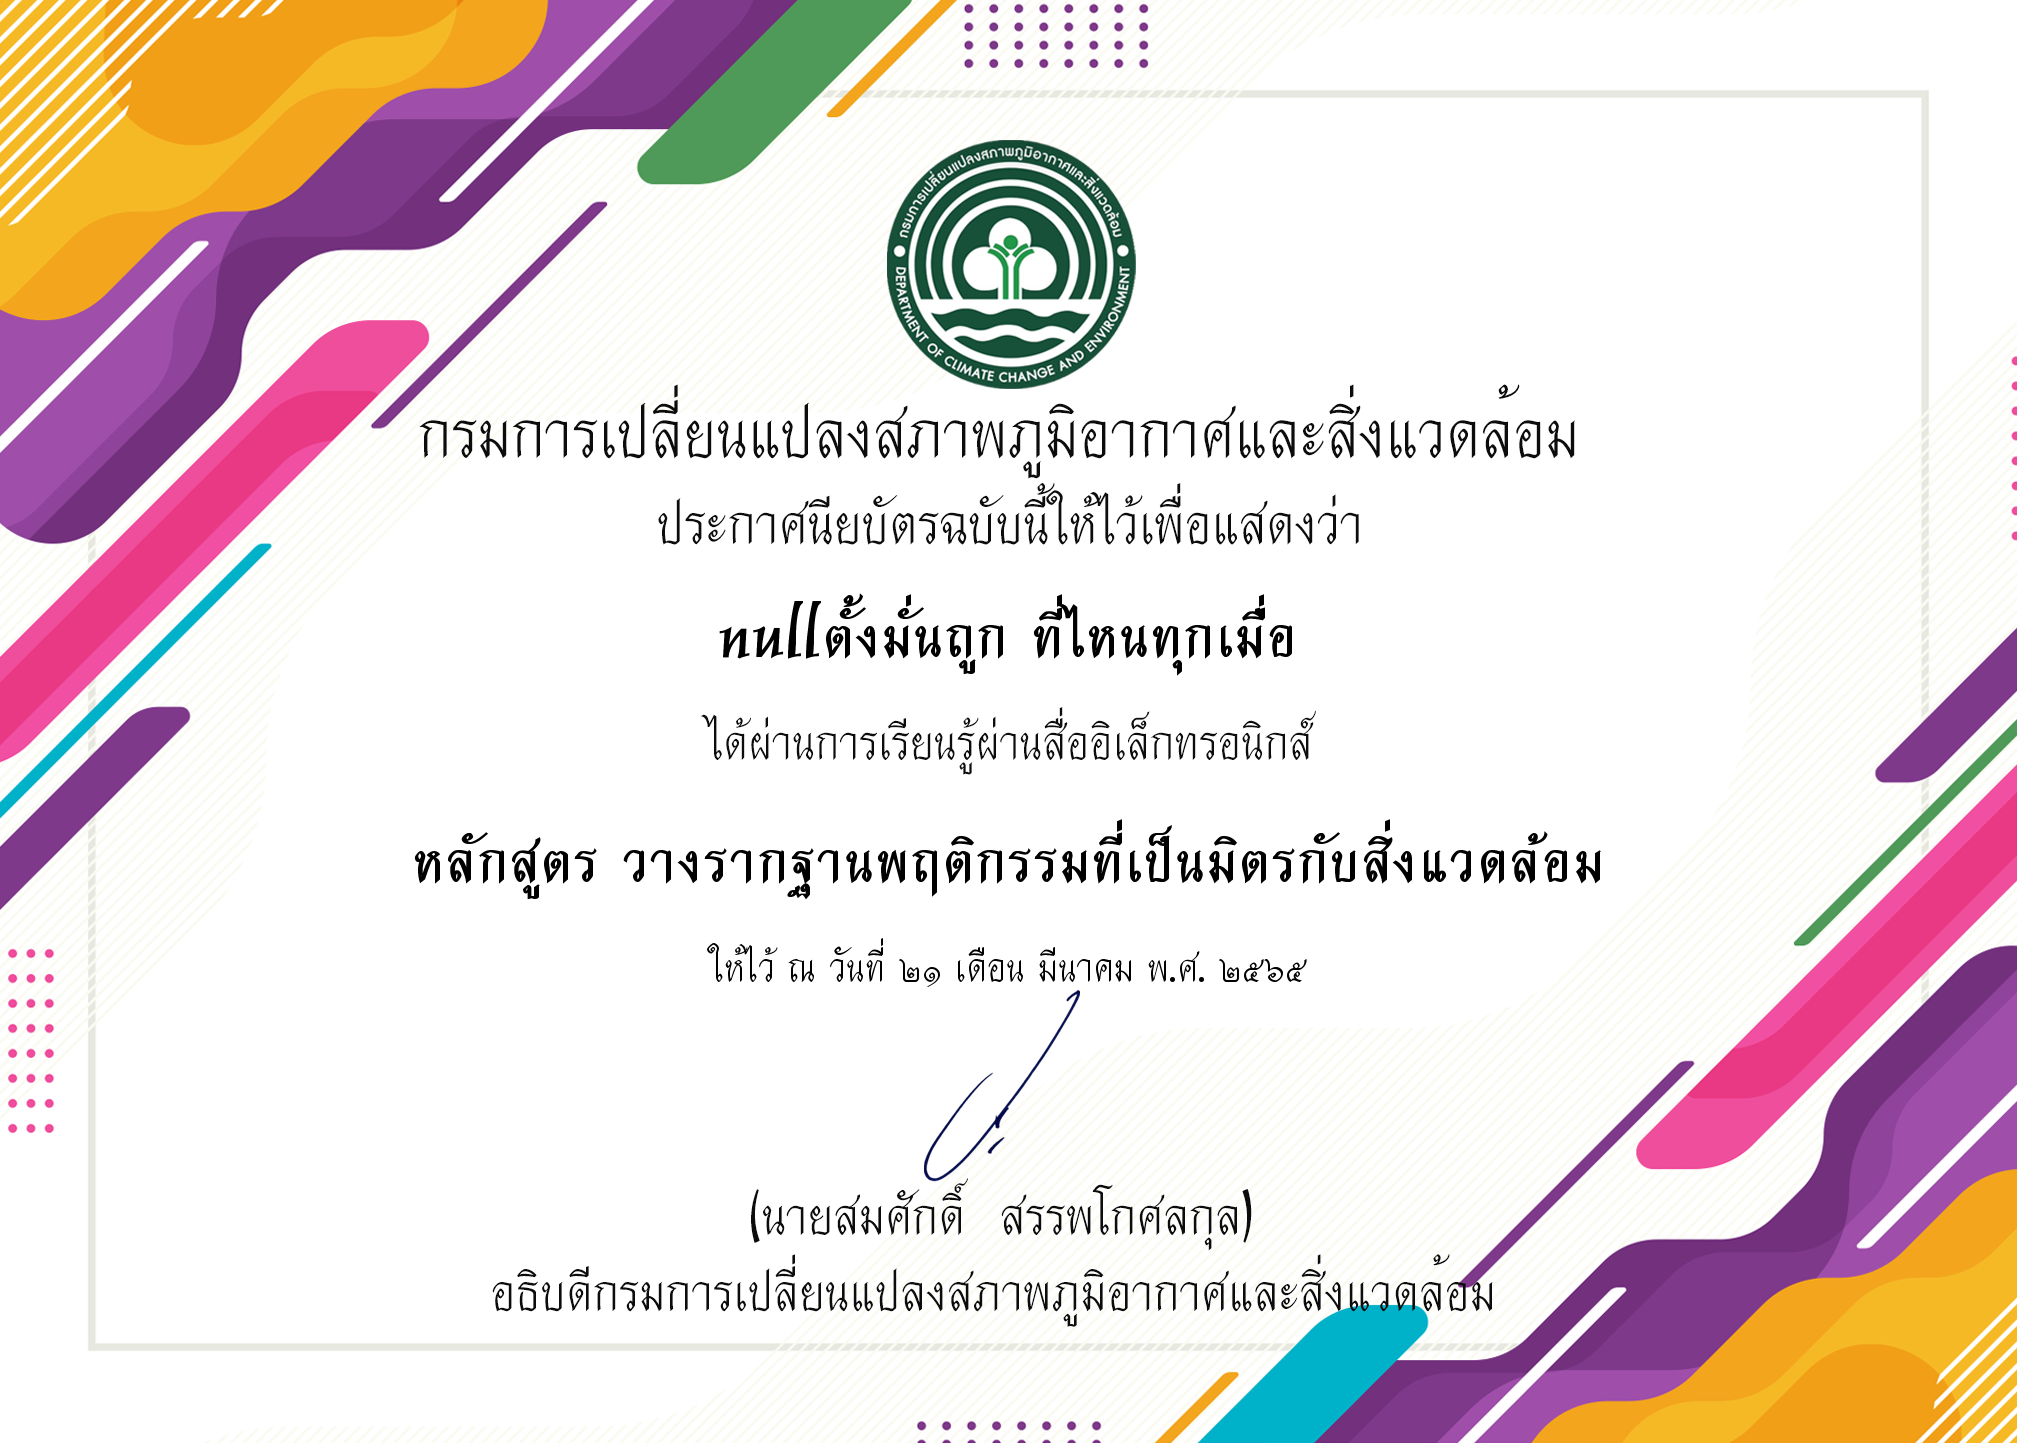 กรมการเปลี่ยนแปลงสภาพภูมิอากาศและสิ่งแวดล้อม
DEPARTMENT OF CLIMATE CHANGE AND ENVIRONMENT
กรมการเปลี่ยนแปลงสภาพภูมิอากาศและสิ่งแวดล้อม
ประกาศนียบัตรฉบับนี้ให้ไว้เพื่อแสดงว่า
nullตั้งมั่นถูก ที่ไหนทุกเมื่อ
ได้ผ่านการเรียนรู้ผ่านสื่ออิเล็กทรอนิกส์
หลักสูตร วางรากฐานพฤติกรรมที่เป็นมิตรกับสิ่งแวดล้อม
ให้ไว้ ณ วันที่ ๒๑ เดือน มีนาคม พ.ศ. ๒๕๖๕
(นายสมศักดิ์ สรรพโกศลกุล)
อธิบดีกรมการเปลี่ยนแปลงสภาพภูมิอากาศและสิ่งแวดล้อม